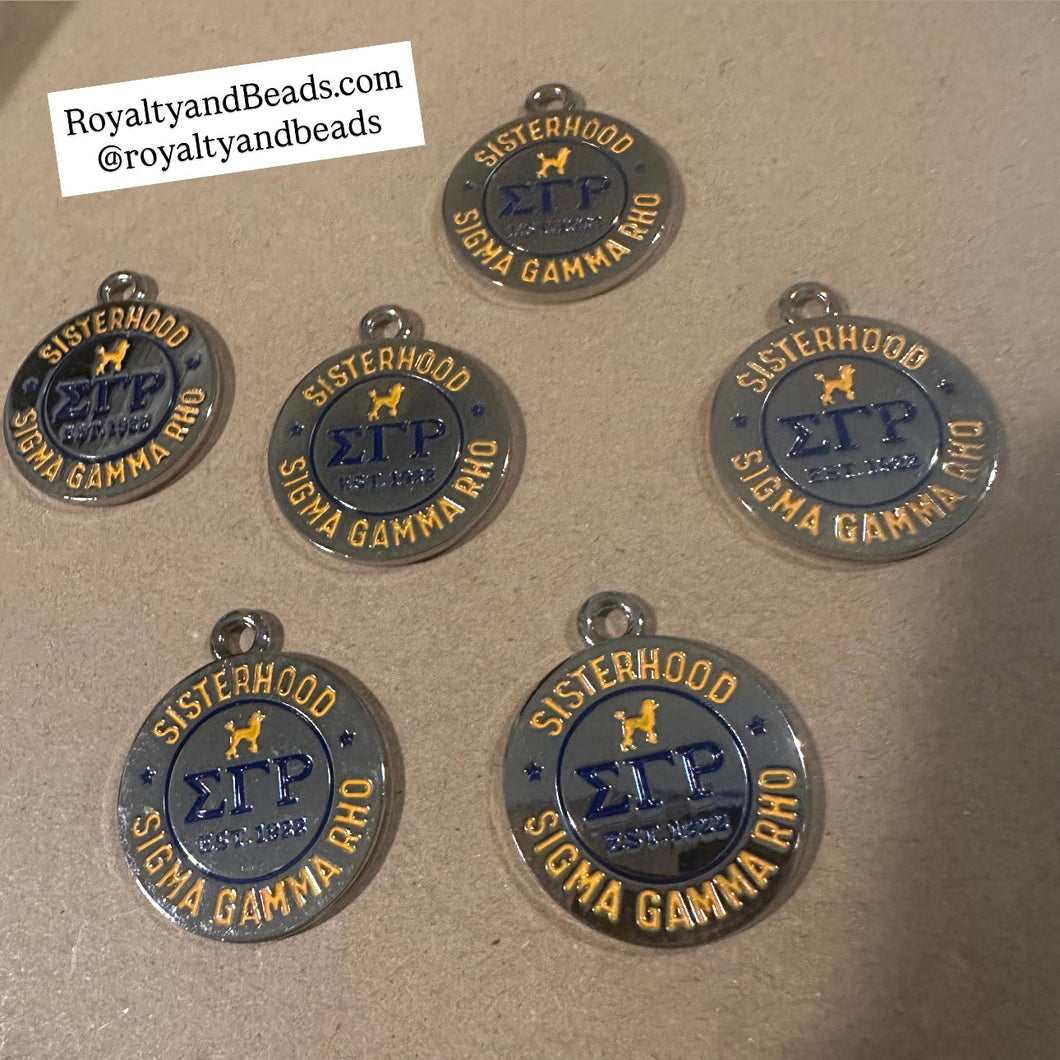 RoyaltyandBeads.com
@royaltyandbeads
SISTERHOOD
ΣΓΡ
SIGMA GAMMA RHO
SISTERHOOD
ΣΓΡ
EST.1922
SIGMA GAMMA RHO
SISTERHOOD
ΣΓΡ
EST.1922
SIGMA GAMMA RHO
SISTERHOOD
ΣΓΡ
EST.1922
SIGMA GAMMA RHO
SISTERHOOD
ΣΓΡ
EST.1922
SIGMA GAMMA RHO
SISTERHOOD
ΣΓΡ
EST.1922
SIGMA GAMMA RHO